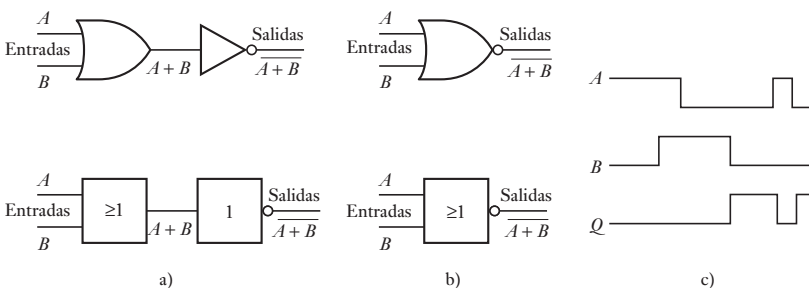 A
Entradas
B
A + B
Salidas
A + B
A
Entradas
B
Salidas
A + B
A
B
Q
A
Entradas
B
≥1
A + B
1
Salidas
A + B
A
Entradas
B
≥1
Salidas
A + B
a)
b)
c)